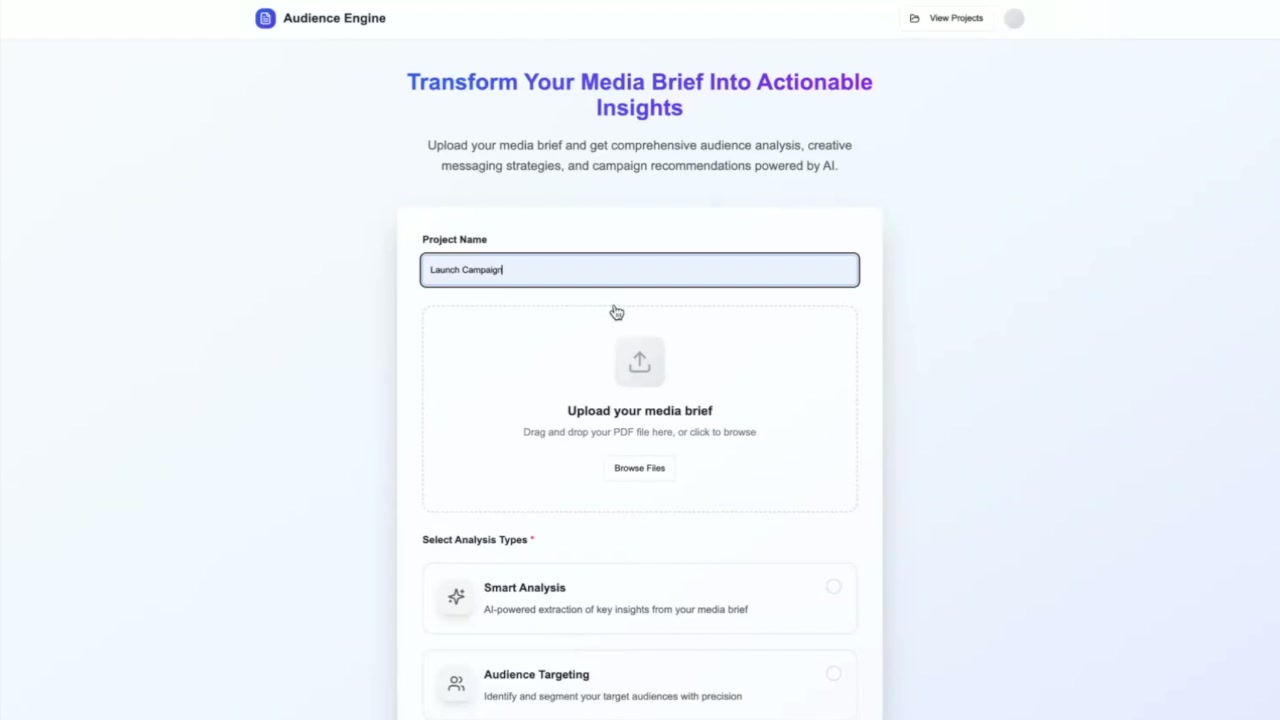 Audience Engine
View Projects
Transform Your Media Brief Into Actionable
Insights
Upload your media brief and get comprehensive audience analysis, creative
messaging strategies, and campaign recommendations powered by AI.
Project Name
Launch Campaign
Upload your media brief
Drag and drop your PDF file here, or click to browse
Browse Files
Select Analysis Types *
Smart Analysis
AI-powered extraction of key insights from your media brief
Audience Targeting
Identify and segment your target audiences with precision